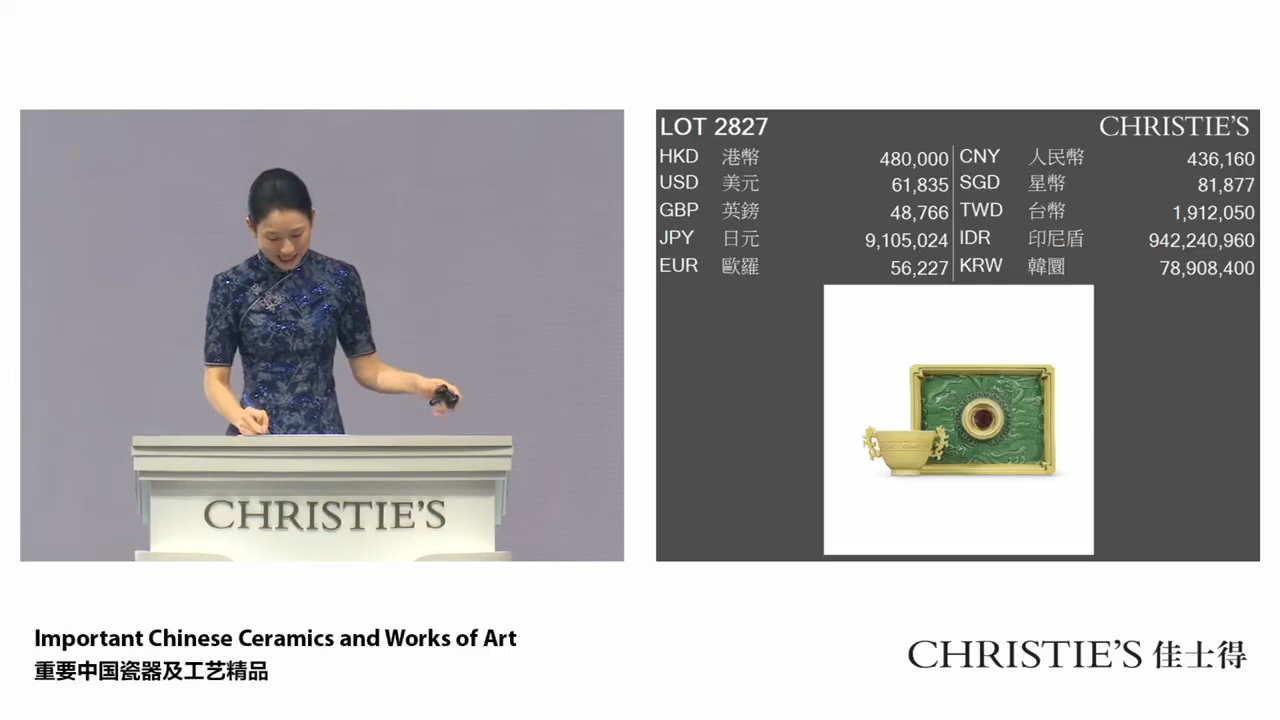 LOT 2827
CHRISTIE'S
HKD 港幣 480,000 CNY 人民幣 436,160
USD 美元 61,835 SGD 星幣 81,877
GBP 英鎊 48,766 TWD 台幣 1,912,050
JPY 日元 9,105,024 IDR 印尼盾 942,240,960
EUR 歐羅 56,227 KRW 韓圜 78,908,400
CHRISTIE'S
Important Chinese Ceramics and Works of Art
重要中国瓷器及工艺精品
CHRISTIE'S 佳士得